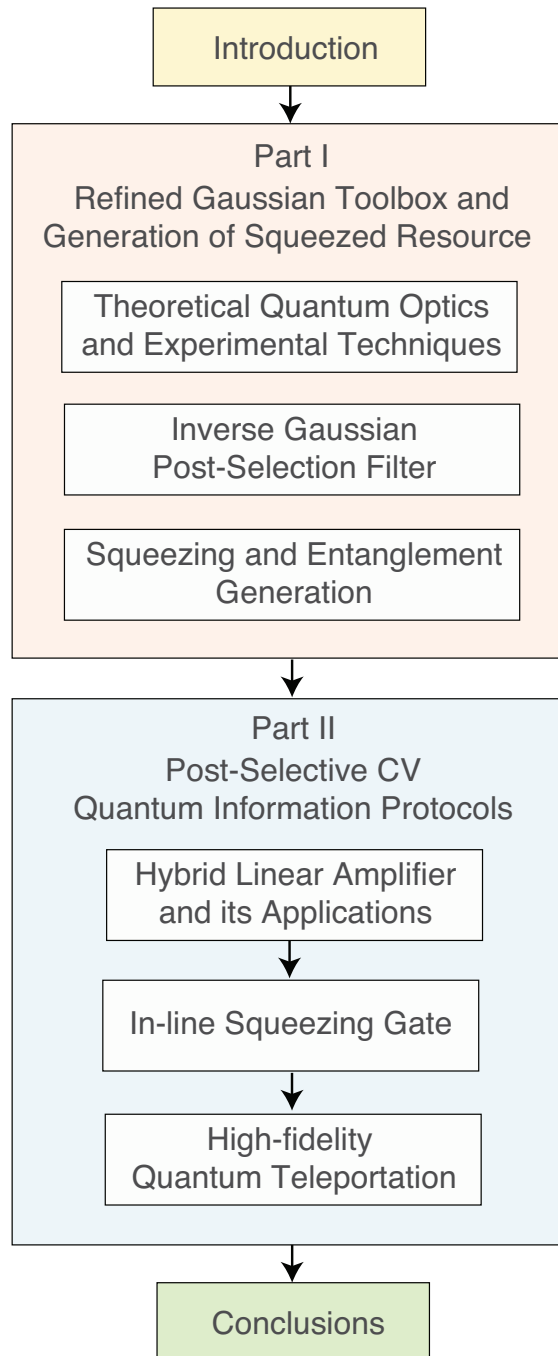 Introduction
Part I
Refined Gaussian Toolbox and
Generation of Squeezed Resource
Theoretical Quantum Optics
and Experimental Techniques
Inverse Gaussian
Post-Selection Filter
Squeezing and Entanglement
Generation
Part II
Post-Selective CV
Quantum Information Protocols
Hybrid Linear Amplifier
and its Applications
In-line Squeezing Gate
High-fidelity
Quantum Teleportation
Conclusions